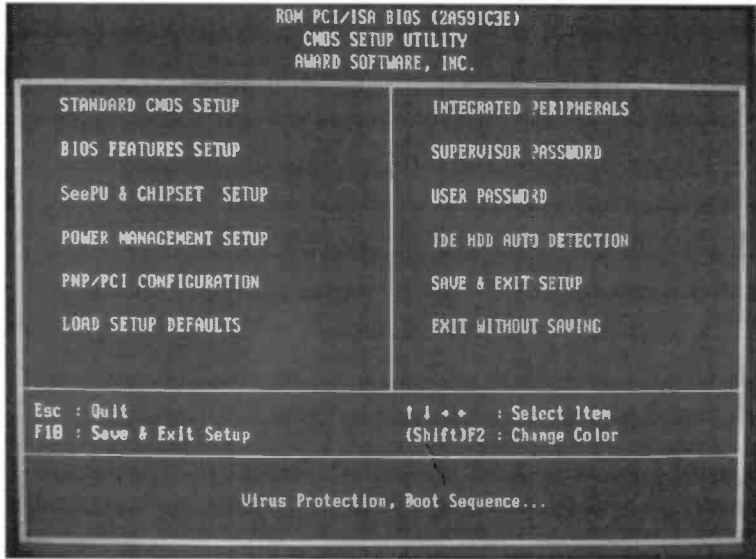 ROM PCI/ISA BIOS (2A59IC3E)
CMOS SETUP UTILITY
AWARD SOFTWARE, INC.
STANDARD CMOS SETUP
BIOS FEATURES SETUP
SeePU & CHIPSET SETUP
POWER MANAGEMENT SETUP
PNP/PCI CONFIGURATION
LOAD SETUP DEFAULTS
INTEGRATED PERIPHERALS
SUPERVISOR PASSWORD
USER PASSWORD
IDE HDD AUTO DETECTION
SAVE & EXIT SETUP
EXIT WITHOUT SAVING
Esc : Quit
F10 : Save & Exit Setup
↑ ↓ → ← : Select Item
(Shift)F2 : Change Color
Virus Protection, Boot Sequence...